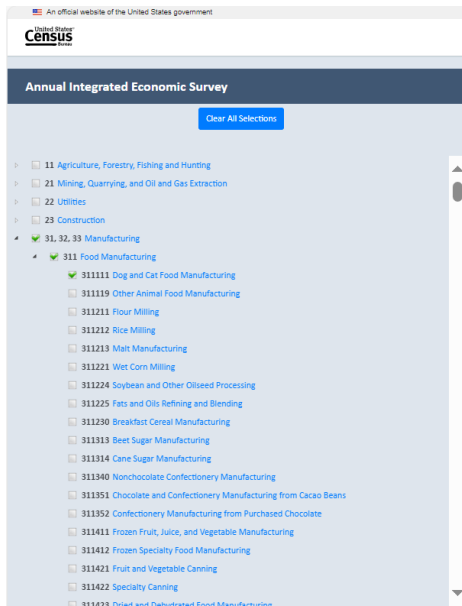 An official website of the United States government
United States®
Census
Bureau
Annual Integrated Economic Survey
Clear All Selections
11 Agriculture, Forestry, Fishing and Hunting
21 Mining, Quarrying, and Oil and Gas Extraction
22 Utilities
23 Construction
31, 32, 33 Manufacturing
311 Food Manufacturing
311111 Dog and Cat Food Manufacturing
311119 Other Animal Food Manufacturing
311211 Flour Milling
311212 Rice Milling
311213 Malt Manufacturing
311221 Wet Corn Milling
311224 Soybean and Other Oilseed Processing
311225 Fats and Oils Refining and Blending
311230 Breakfast Cereal Manufacturing
311313 Beet Sugar Manufacturing
311314 Cane Sugar Manufacturing
311340 Nonchocolate Confectionery Manufacturing
311351 Chocolate and Confectionery Manufacturing from Cacao Beans
311352 Confectionery Manufacturing from Purchased Chocolate
311411 Frozen Fruit, Juice, and Vegetable Manufacturing
311412 Frozen Specialty Food Manufacturing
311421 Fruit and Vegetable Canning
311422 Specialty Canning
311423 Dried and Dehydrated Food Manufacturing